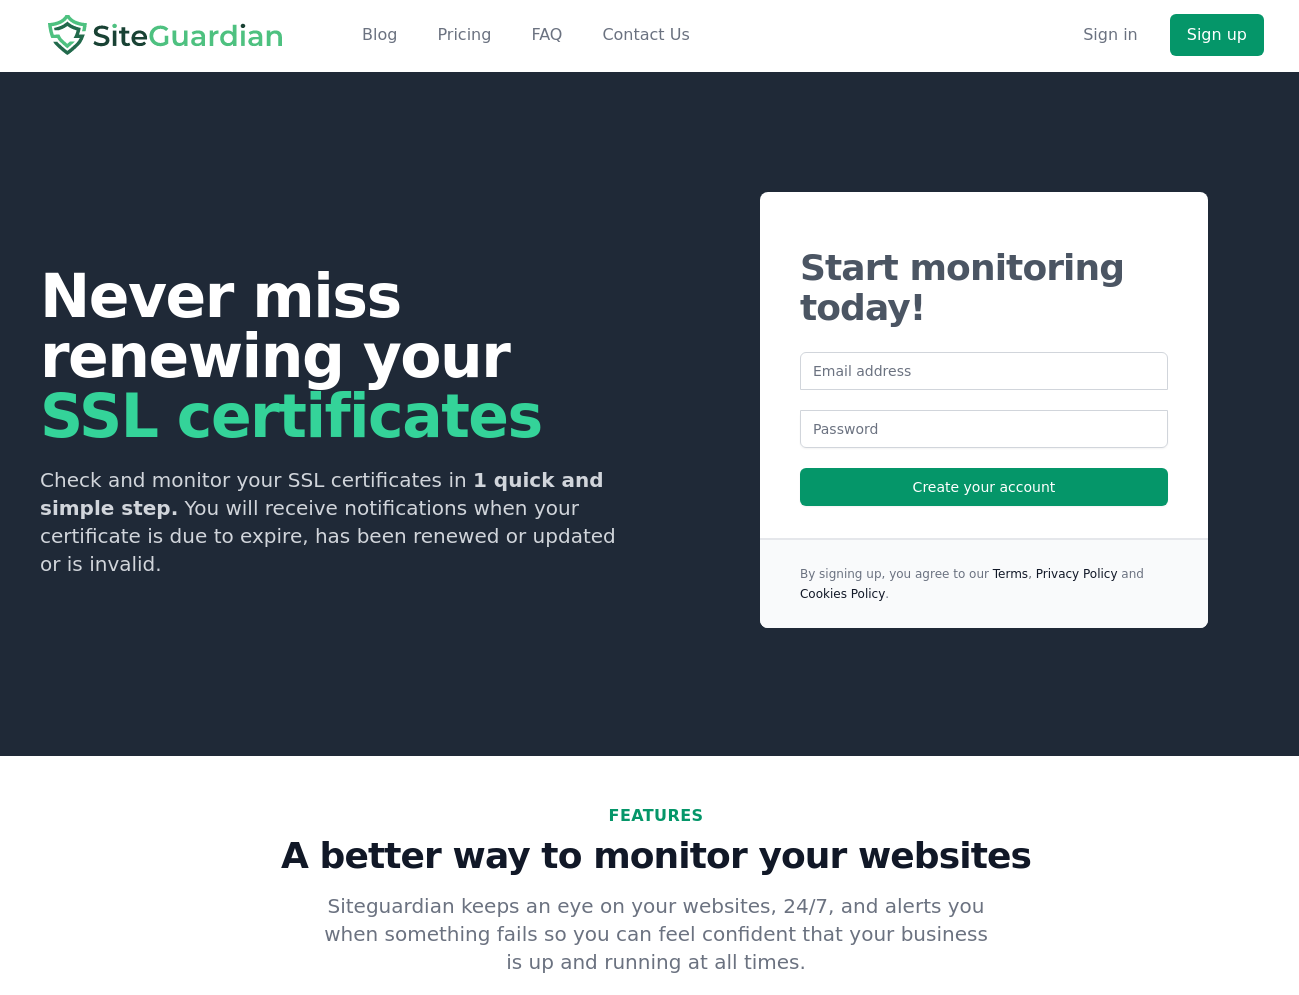 SiteGuardian
Blog
Pricing
FAQ
Contact Us
Sign in
Sign up
Never miss
renewing your
SSL certificates
Check and monitor your SSL certificates in 1 quick and
simple step. You will receive notifications when your
certificate is due to expire, has been renewed or updated
or is invalid.
Start monitoring
today!
Email address
Password
Create your account
By signing up, you agree to our Terms, Privacy Policy and
Cookies Policy.
FEATURES
A better way to monitor your websites
Siteguardian keeps an eye on your websites, 24/7, and alerts you
when something fails so you can feel confident that your business
is up and running at all times.